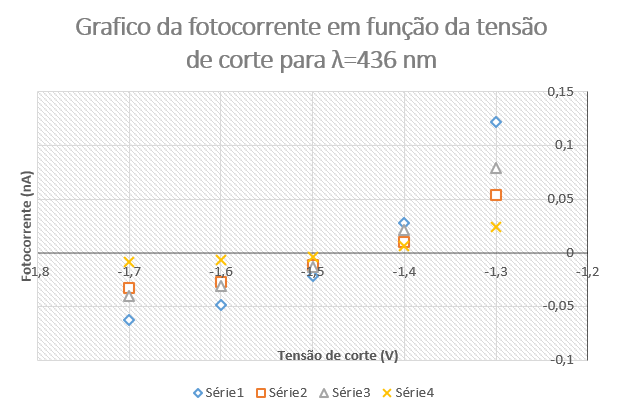 Grafico da fotocorrente em função da tensão
de corte para λ=436 nm
Fotocorrente (nA)
0,15
0,1
0,05
0
-0,05
-0,1
-1,8 -1,7 -1,6 -1,5 -1,4 -1,3 -1,2
Tensão de corte (V)
Série1 Série2 Série3 Série4